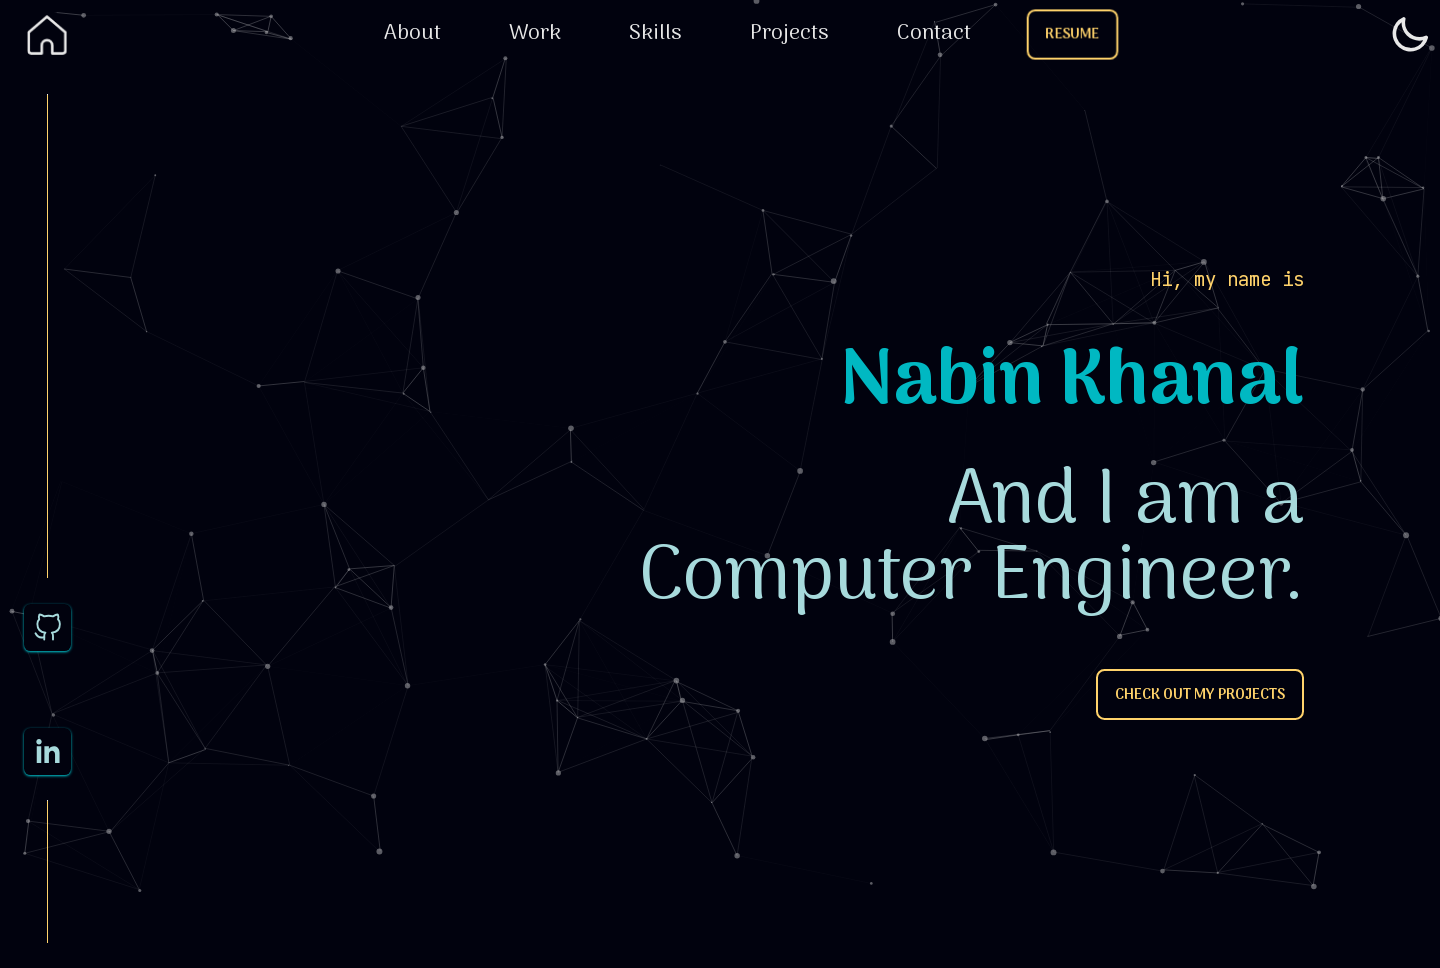 About
Work
Skills
Projects
Contact
RESUME
Hi, my name is
Nabin Khanal
And I am a
Computer Engineer.
CHECK OUT MY PROJECTS
in